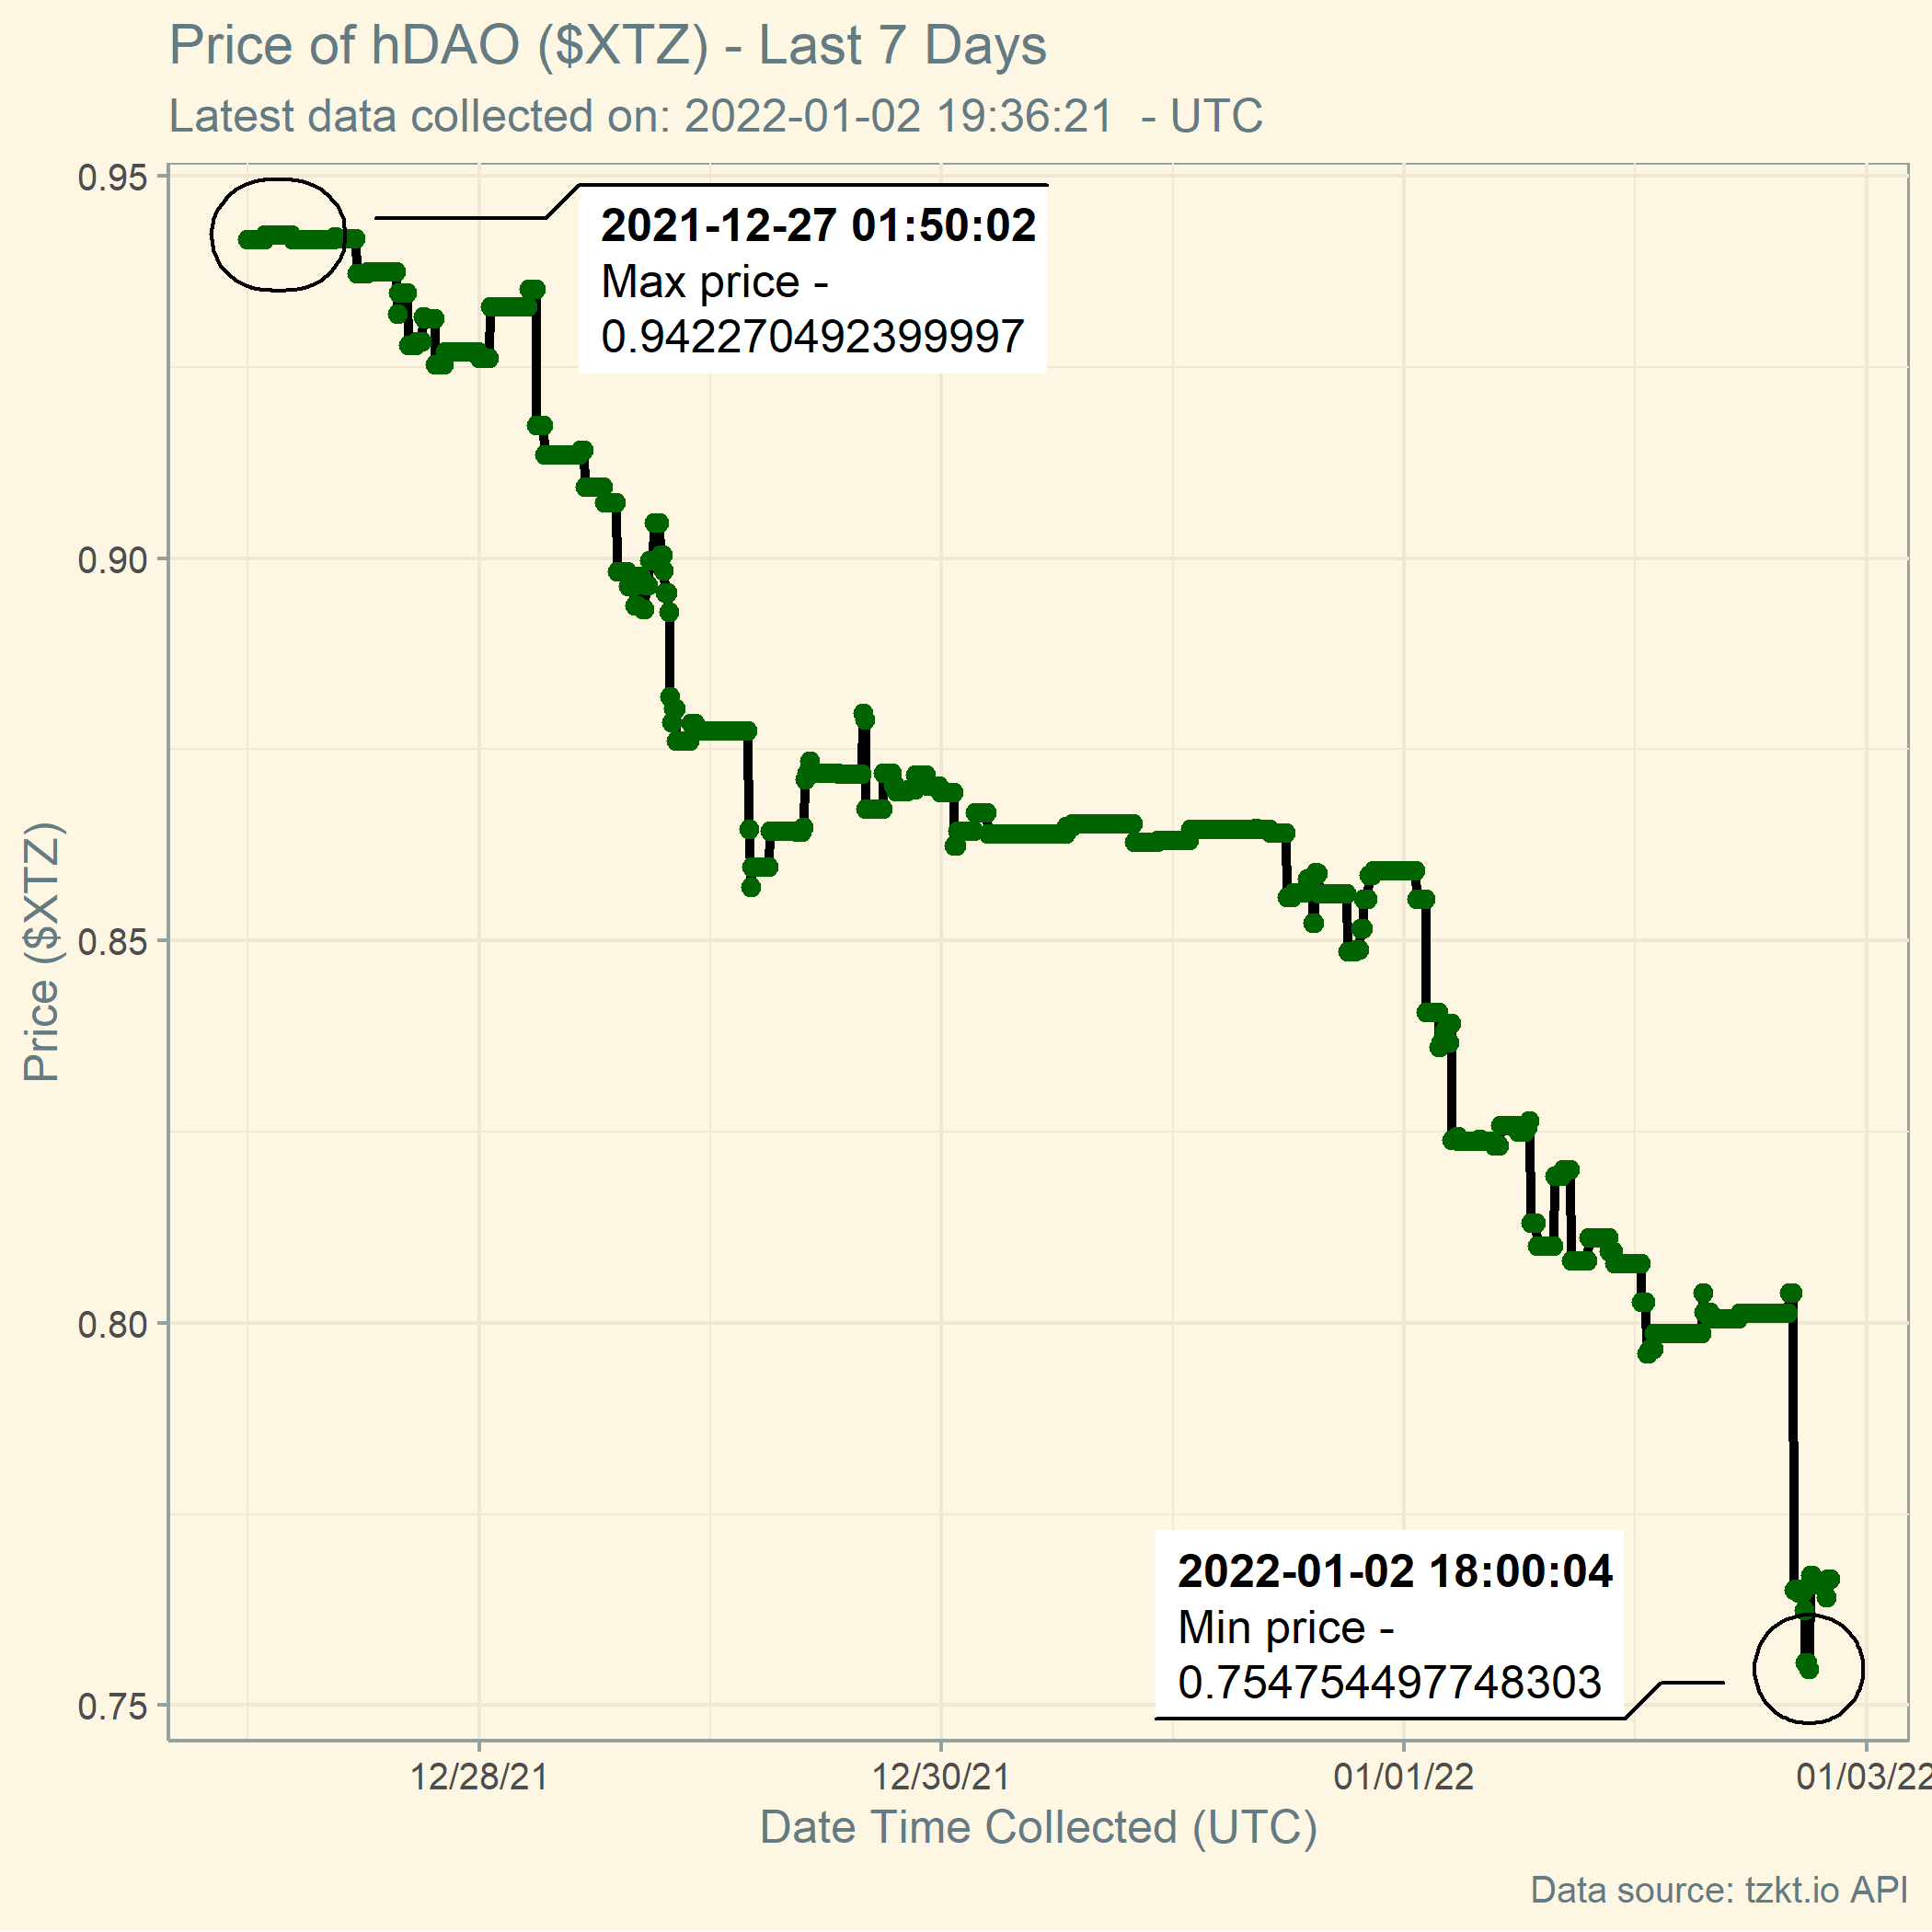 Price of hDAO ($XTZ) - Last 7 Days
Latest data collected on: 2022-01-02 19:36:21  - UTC
0.95
0.90
0.85
0.80
0.75
Price ($XTZ)
2021-12-27 01:50:02
Max price -
0.942270492399997
2022-01-02 18:00:04
Min price -
0.754754497748303
12/28/21
12/30/21
01/01/22
01/03/22
Date Time Collected (UTC)
Data source: tzkt.io API